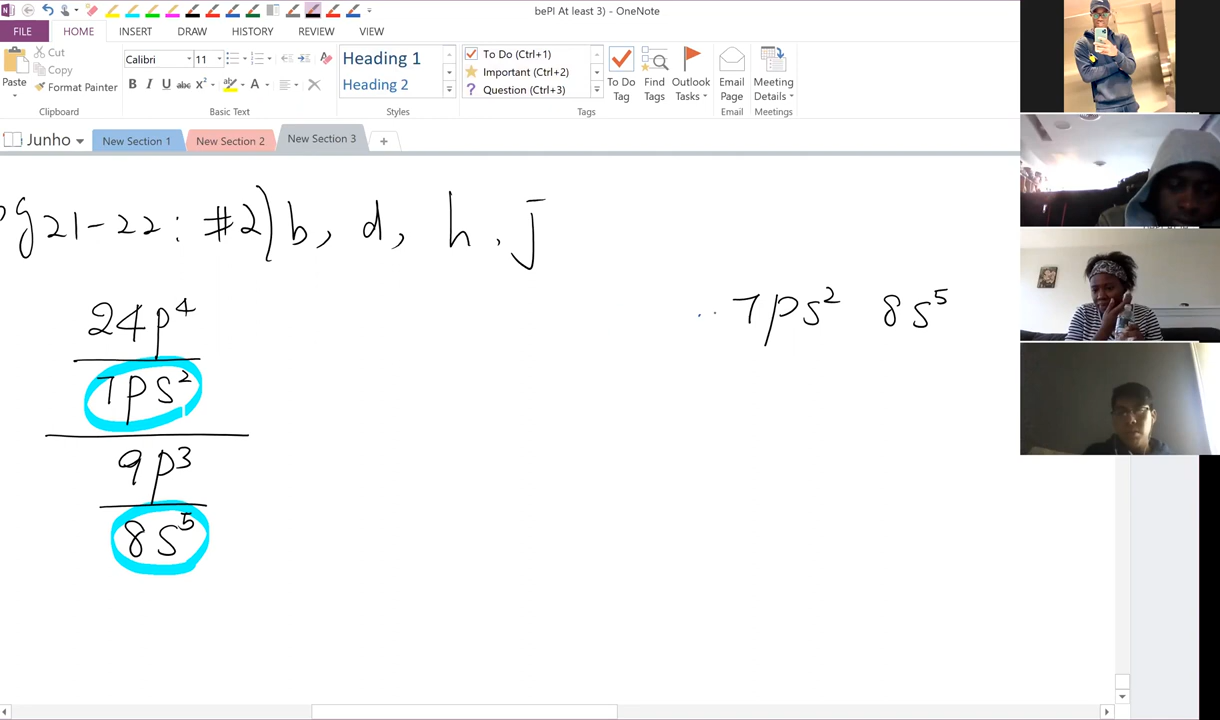 bePI At least 3) - OneNote
FILE HOME INSERT DRAW HISTORY REVIEW VIEW
Paste Cut Copy Format Painter
Calibri 11
B I U abc X² A
Heading 1
Heading 2
To Do (Ctrl+1)
Important (Ctrl+2)
Question (Ctrl+3)
To Do Tag
Find Tags
Outlook Tasks
Email Page
Meeting Details
Clipboard Basic Text Styles Tags Email Meetings
Junho New Section 1 New Section 2 New Section 3 +
Pg 21-22: #2) b, d, h, j
24p⁴
7ps²
9p³
8s⁵
7ps² 8s⁵